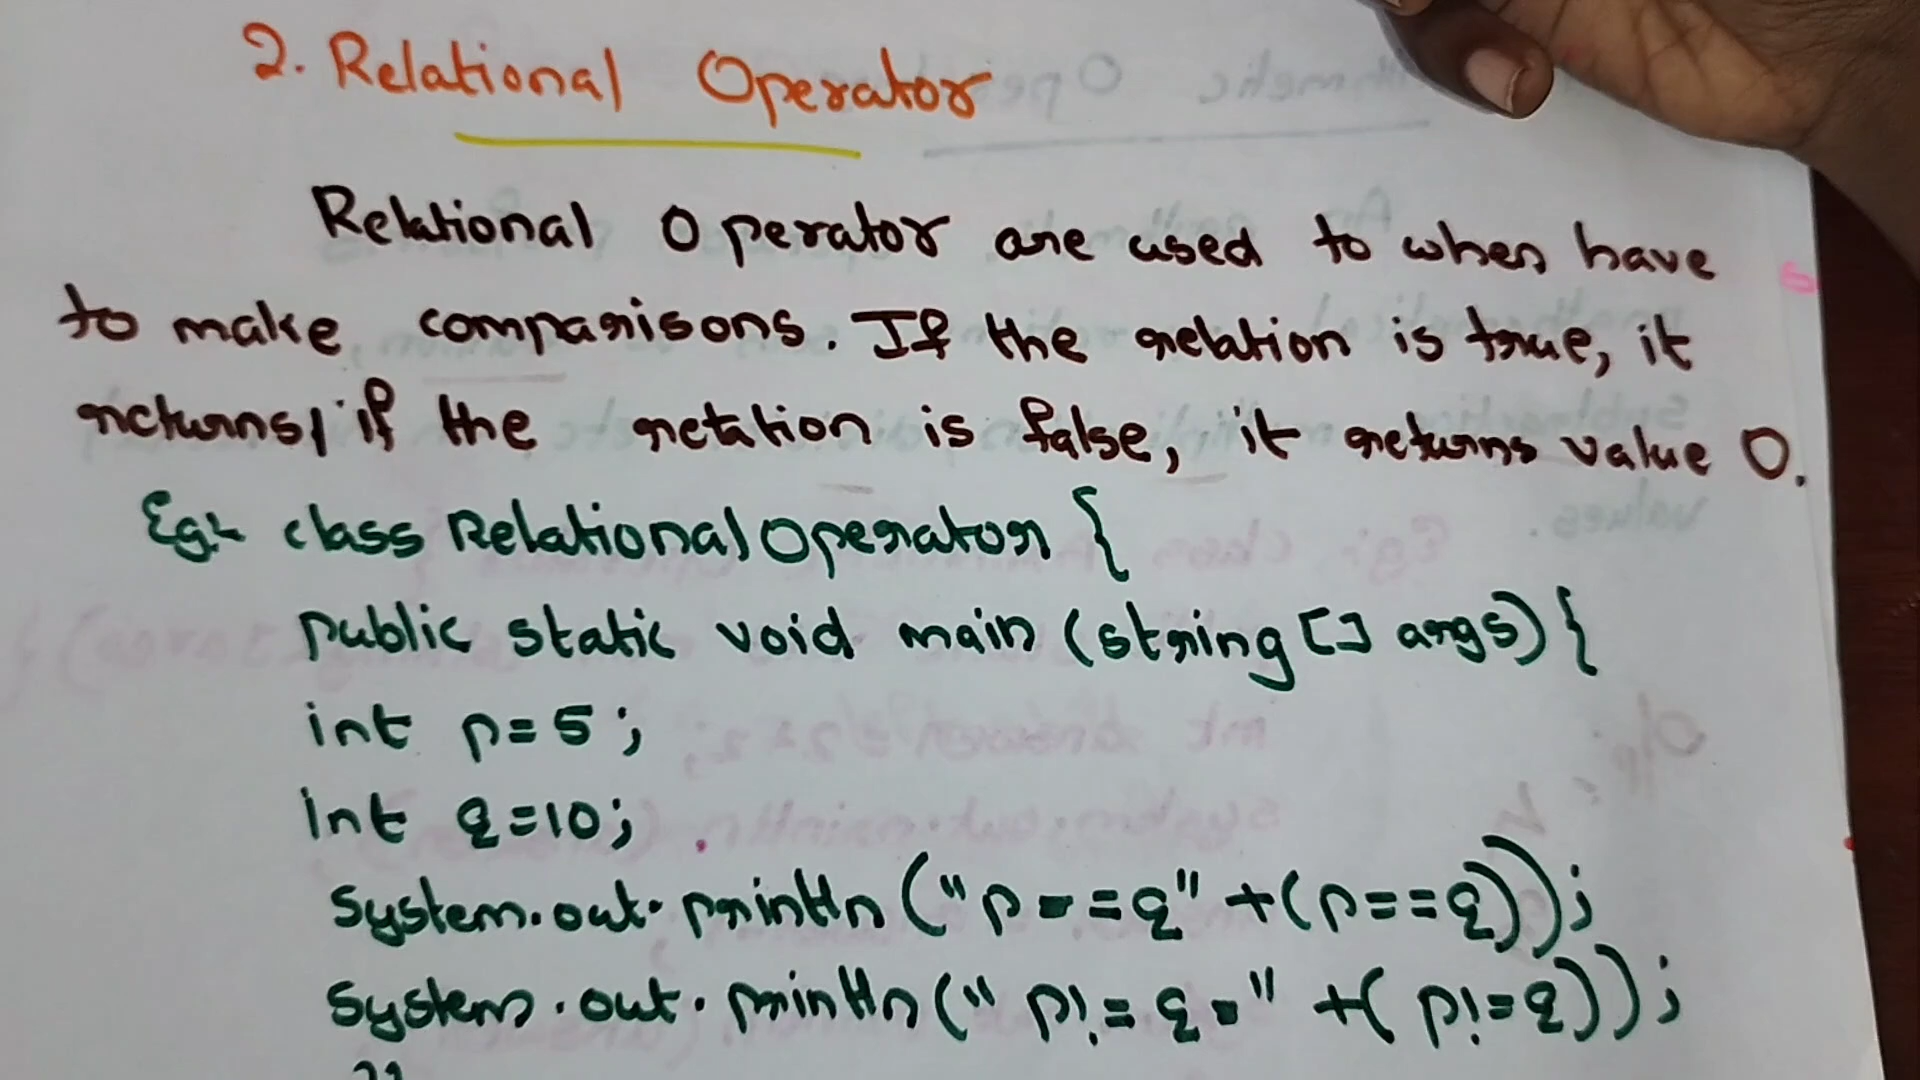 2. Relational Operator
Relational Operator are used to when have
to make comparisons. If the relation is true, it
returns 1 if the relation is false, it returns value 0.
Eg:- class Relational Operator {
public static void main (string [] args) {
int p=5;
int q=10;
System.out.println ("p==q" +(p==q));
System.out.println (" p!=q=" +( p!=q));